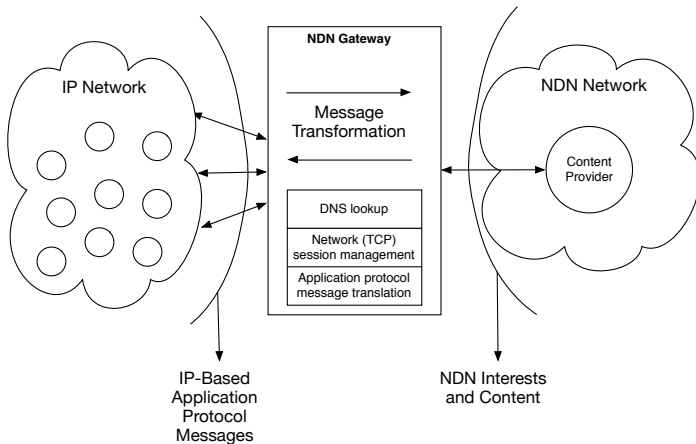 NDN Gateway
IP Network
NDN Network
Message
Transformation
Content
Provider
DNS lookup
Network (TCP)
session management
Application protocol
message translation
IP-Based
Application
Protocol
Messages
NDN Interests
and Content